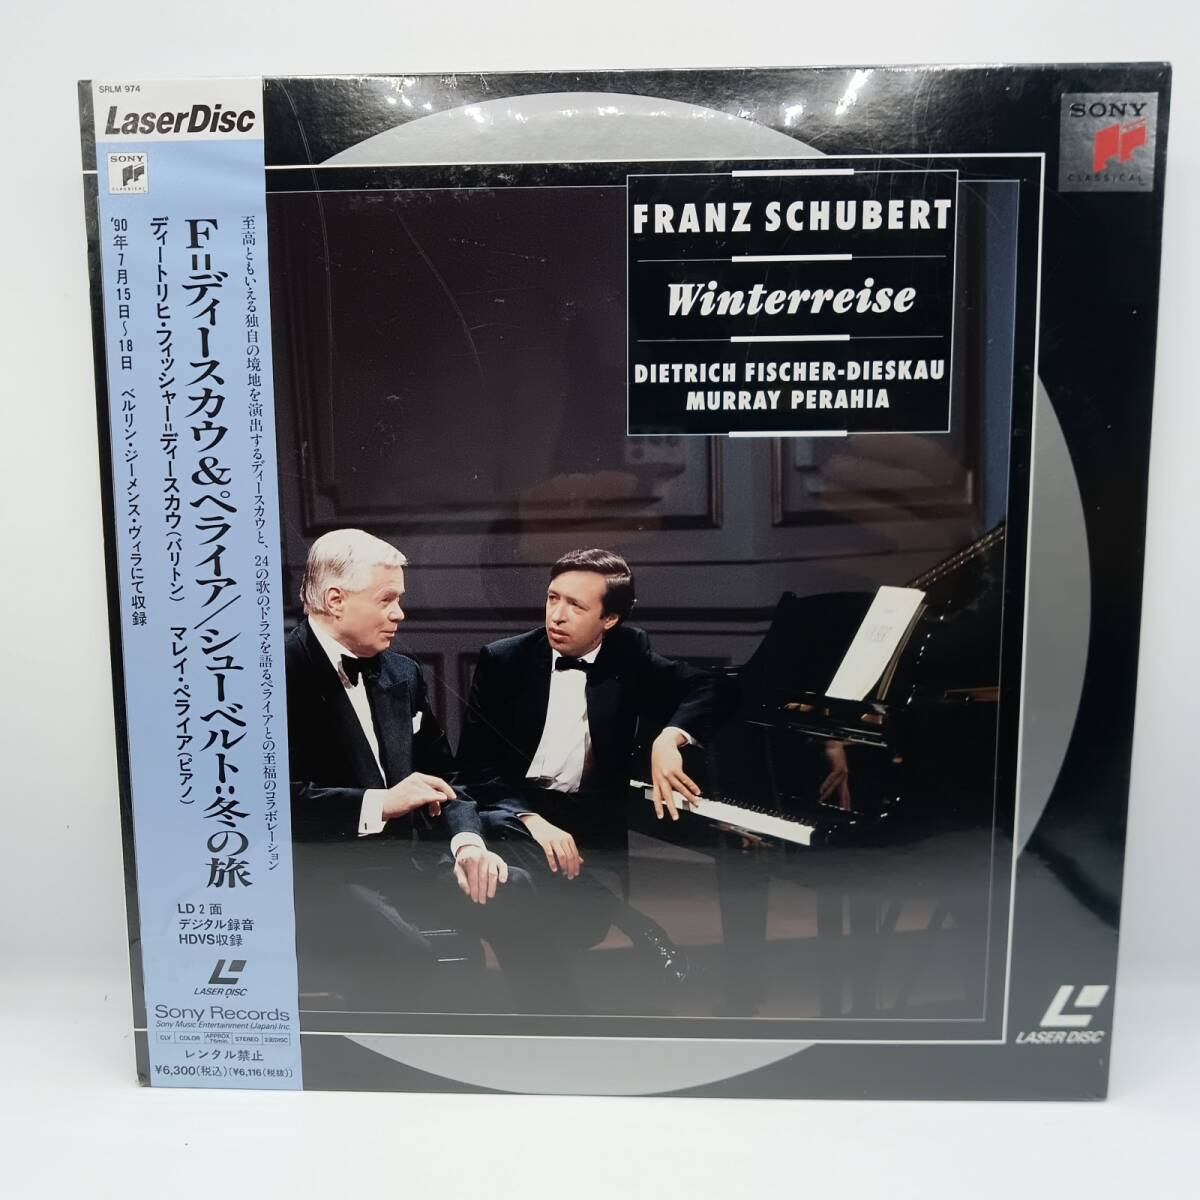 SRLM 974
LaserDisc
SONY
CLASSICAL
至高ともいえる独自の境地を演出するディースカウと、24の歌のドラマを語るペライアとの至福のコラボレーション
F=ディースカウ&ペライア/シューベルト=冬の旅
ディートリヒ・フィッシャー=ディースカウ(バリトン) マレイ・ペライア(ピアノ)
'90年7月15日〜18日 ベルリン・ジーメンス・ヴィラにて収録
LD 2 面
デジタル録音
HDVS収録
LASER DISC
Sony Records
Sony Music Entertainment (Japan) Inc.
CLV COLOR APPROX. 76min. STEREO 2面DISC
レンタル禁止
¥6,300(税込)(¥6,116(税抜))
FRANZ SCHUBERT
Winterreise
DIETRICH FISCHER-DIESKAU
MURRAY PERAHIA
SONY
CLASSICAL
LASER DISC